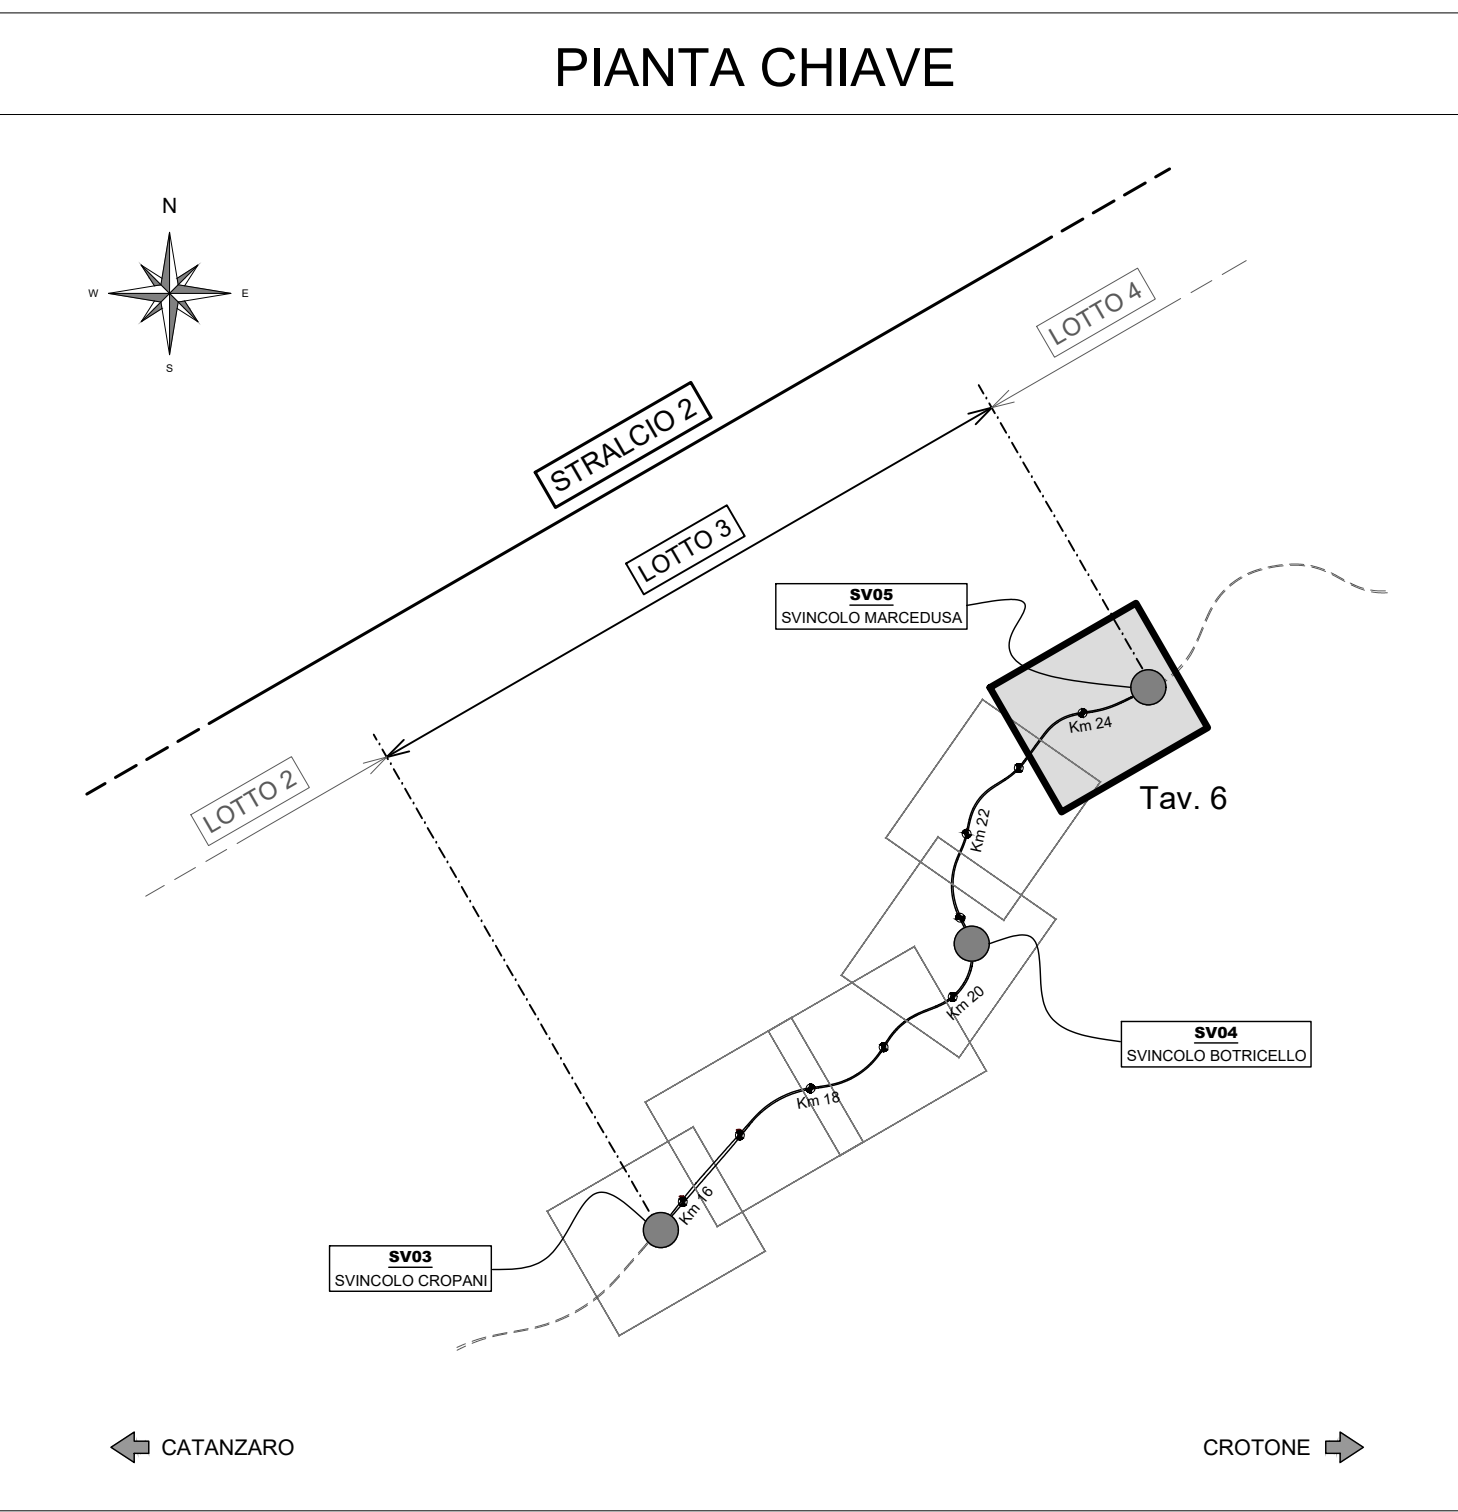 PIANTA CHIAVE
N
W
E
S
LOTTO 4
STRALCIO 2
LOTTO 3
SV05
SVINCOLO MARCEDUSA
Km 24
Tav. 6
LOTTO 2
Km 22
Km 20
SV04
SVINCOLO BOTRICELLO
Km 18
Km 16
SV03
SVINCOLO CROPANI
CATANZARO
CROTONE